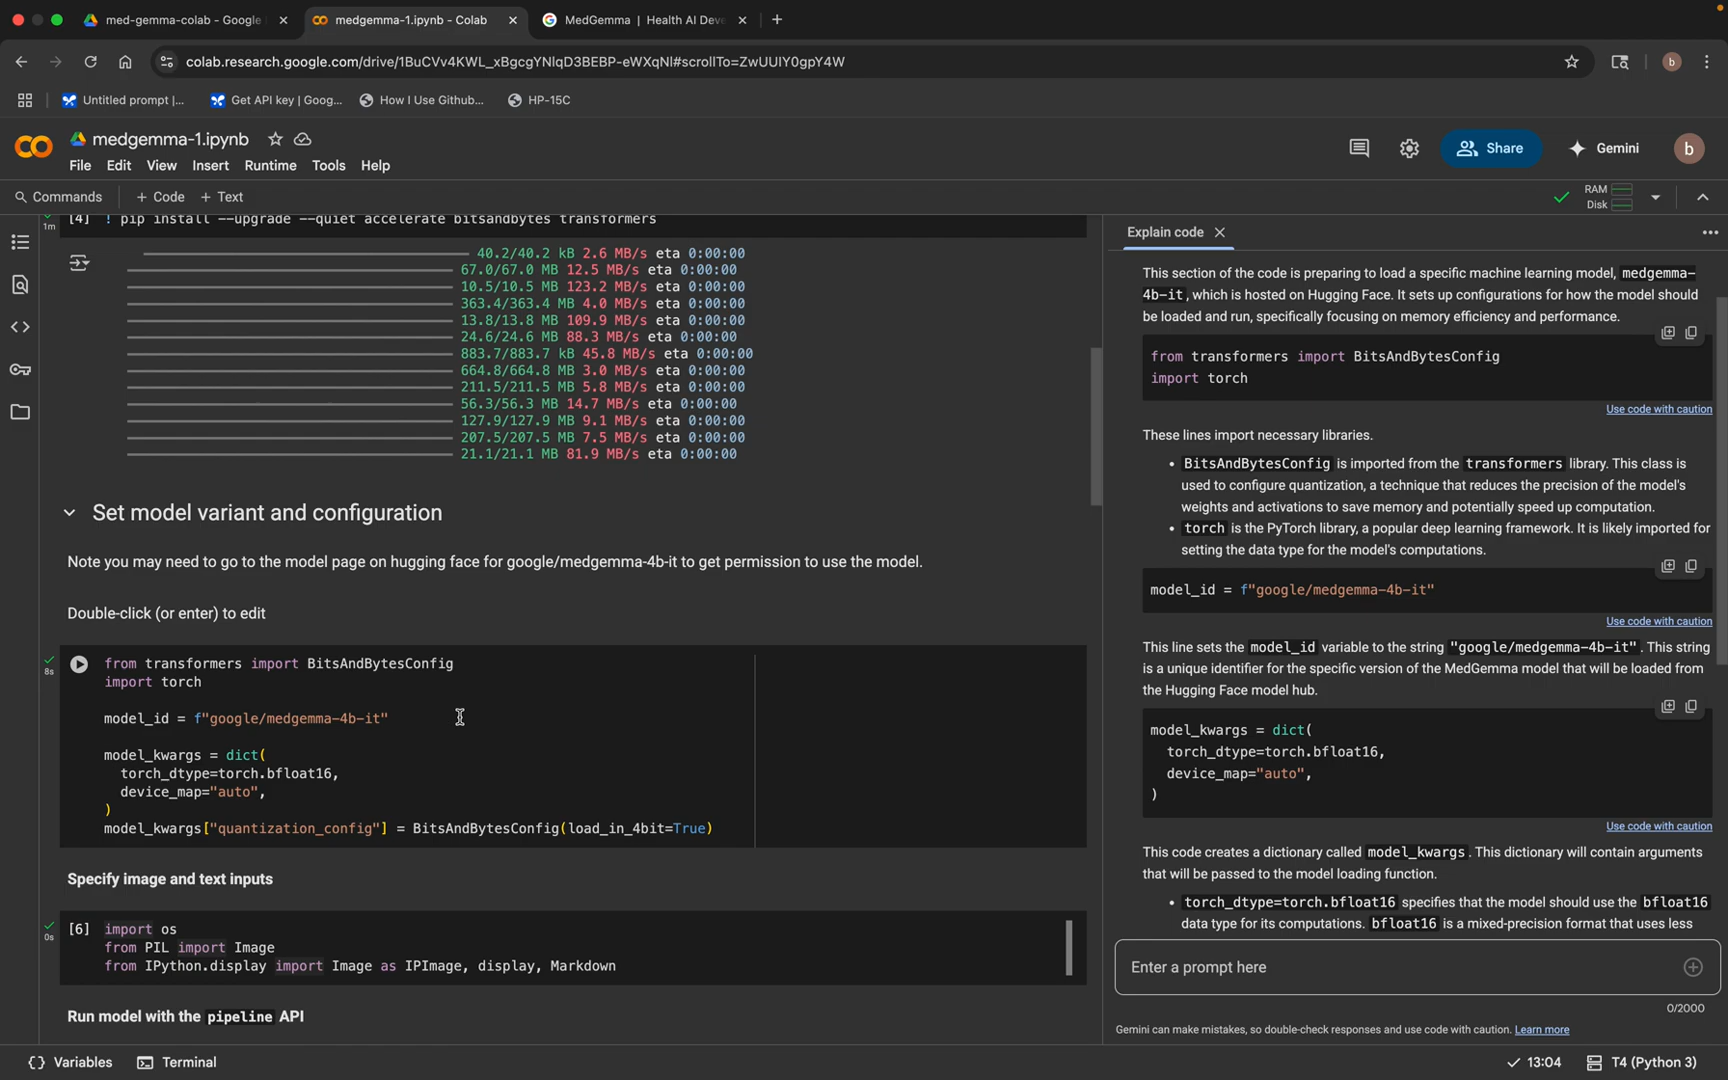 med-gemma-colab - Google
medgemma-1.ipynb - Colab
MedGemma | Health AI Deve
colab.research.google.com/drive/1BuCVv4KWL_xBgcgYNlqD3BEBP-eWXqNl#scrollTo=ZwUUIY0gpY4W
b
Untitled prompt |...
Get API key | Goog...
How I Use Github...
HP-15C
medgemma-1.ipynb
File Edit View Insert Runtime Tools Help
Share
Gemini
b
Commands + Code + Text
RAM
Disk
[4] ! pip install --upgrade --quiet accelerate bitsandbytes transformers
1m
40.2/40.2 kB 2.6 MB/s eta 0:00:00
67.0/67.0 MB 12.5 MB/s eta 0:00:00
10.5/10.5 MB 123.2 MB/s eta 0:00:00
363.4/363.4 MB 4.0 MB/s eta 0:00:00
13.8/13.8 MB 109.9 MB/s eta 0:00:00
24.6/24.6 MB 88.3 MB/s eta 0:00:00
883.7/883.7 kB 45.8 MB/s eta 0:00:00
664.8/664.8 MB 3.0 MB/s eta 0:00:00
211.5/211.5 MB 5.8 MB/s eta 0:00:00
56.3/56.3 MB 14.7 MB/s eta 0:00:00
127.9/127.9 MB 9.1 MB/s eta 0:00:00
207.5/207.5 MB 7.5 MB/s eta 0:00:00
21.1/21.1 MB 81.9 MB/s eta 0:00:00
Set model variant and configuration
Note you may need to go to the model page on hugging face for google/medgemma-4b-it to get permission to use the model.
Double-click (or enter) to edit
8s
from transformers import BitsAndBytesConfig
import torch
model_id = f"google/medgemma-4b-it"
model_kwargs = dict(
torch_dtype=torch.bfloat16,
device_map="auto",
)
model_kwargs["quantization_config"] = BitsAndBytesConfig(load_in_4bit=True)
Specify image and text inputs
0s
[6] import os
from PIL import Image
from IPython.display import Image as IPImage, display, Markdown
Run model with the pipeline API
Explain code
This section of the code is preparing to load a specific machine learning model, medgemma-
4b-it, which is hosted on Hugging Face. It sets up configurations for how the model should
be loaded and run, specifically focusing on memory efficiency and performance.
from transformers import BitsAndBytesConfig
import torch
Use code with caution
These lines import necessary libraries.
• BitsAndBytesConfig is imported from the transformers library. This class is
used to configure quantization, a technique that reduces the precision of the model's
weights and activations to save memory and potentially speed up computation.
• torch is the PyTorch library, a popular deep learning framework. It is likely imported for
setting the data type for the model's computations.
model_id = f"google/medgemma-4b-it"
Use code with caution
This line sets the model_id variable to the string "google/medgemma-4b-it". This string
is a unique identifier for the specific version of the MedGemma model that will be loaded from
the Hugging Face model hub.
model_kwargs = dict(
torch_dtype=torch.bfloat16,
device_map="auto",
)
Use code with caution
This code creates a dictionary called model_kwargs. This dictionary will contain arguments
that will be passed to the model loading function.
• torch_dtype=torch.bfloat16 specifies that the model should use the bfloat16
data type for its computations. bfloat16 is a mixed-precision format that uses less
Enter a prompt here
0/2000
Gemini can make mistakes, so double-check responses and use code with caution. Learn more
Variables Terminal
13:04
T4 (Python 3)